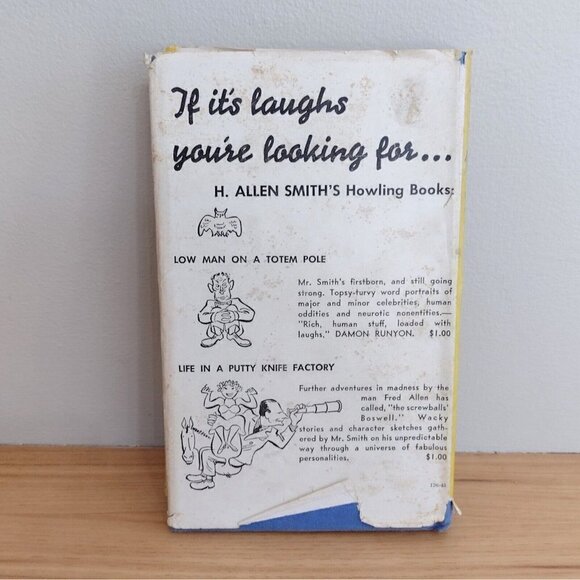 If it's laughs
you're looking for...
H. ALLEN SMITH'S Howling Books:
LOW MAN ON A TOTEM POLE
Mr. Smith's firstborn, and still going
strong. Topsy-turvy word portraits of
major and minor celebrities, human
oddities and neurotic nonentities.—
"Rich, human stuff, loaded with
laughs," DAMON RUNYON. $1.00
LIFE IN A PUTTY KNIFE FACTORY
Further adventures in madness by the
man Fred Allen has
called, "the screwballs'
Boswell." Wacky
stories and character sketches gath-
ered by Mr. Smith on his unpredictable
way through a universe of fabulous
personalities. $1.00